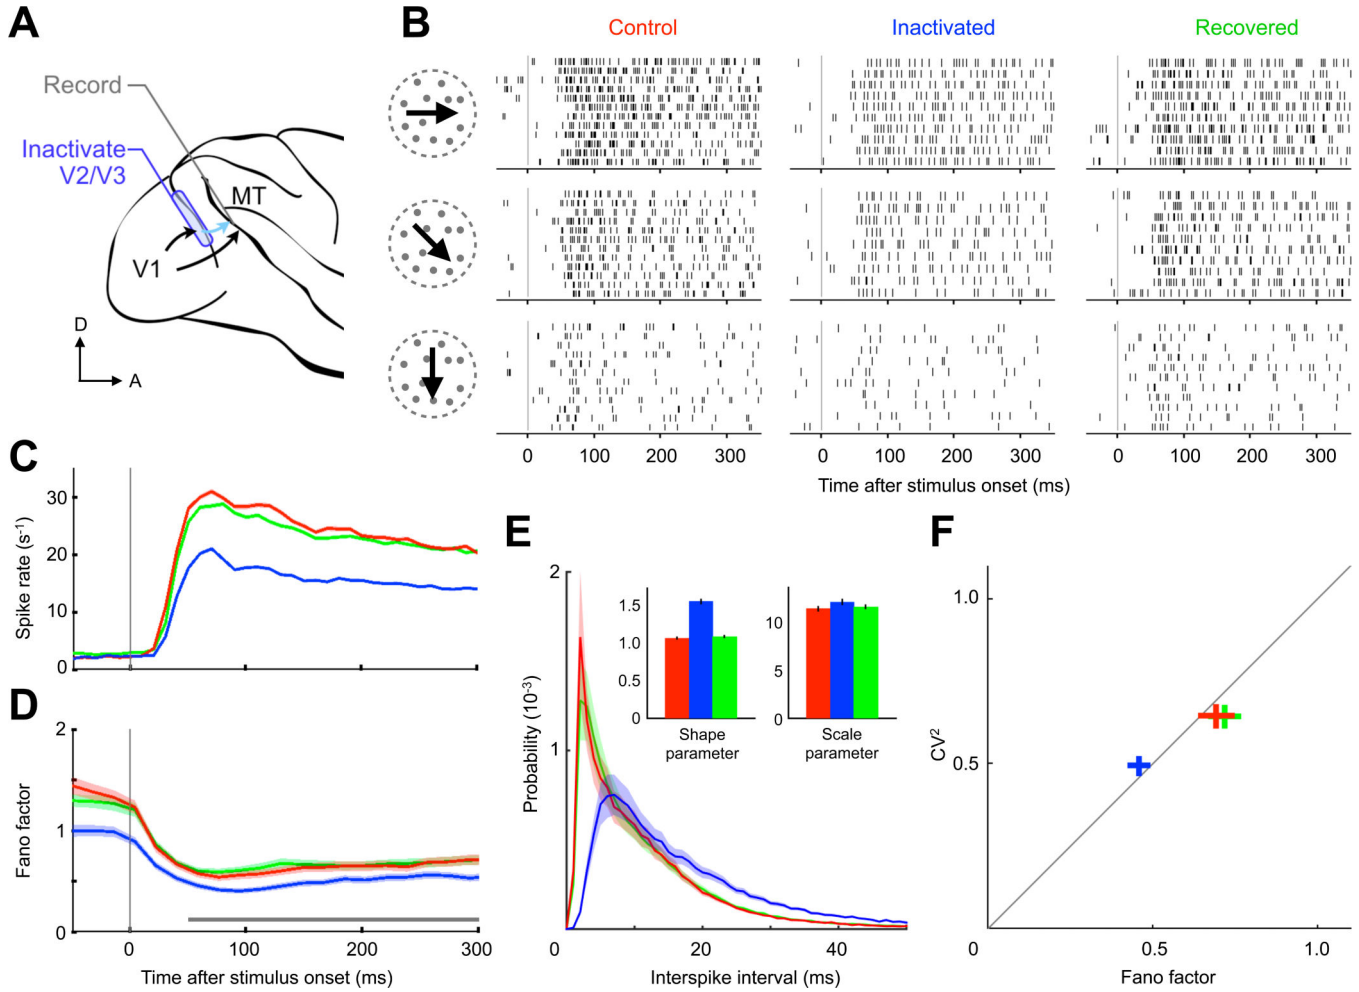 A
Record
Inactivate
V2/V3
MT
V1
D
A
B
Control
Inactivated
Recovered
0 100 200 300
0 100 200 300
0 100 200 300
Time after stimulus onset (ms)
C
Spike rate (s⁻¹)
30
20
10
0
D
Fano factor
2
1
0
0 100 200 300
Time after stimulus onset (ms)
E
Probability (10⁻³)
2
1
0
0 20 40
Interspike interval (ms)
1.5
1.0
0.5
0
Shape
parameter
10
5
0
Scale
parameter
F
CV²
1.0
0.5
0 0.5 1.0
Fano factor